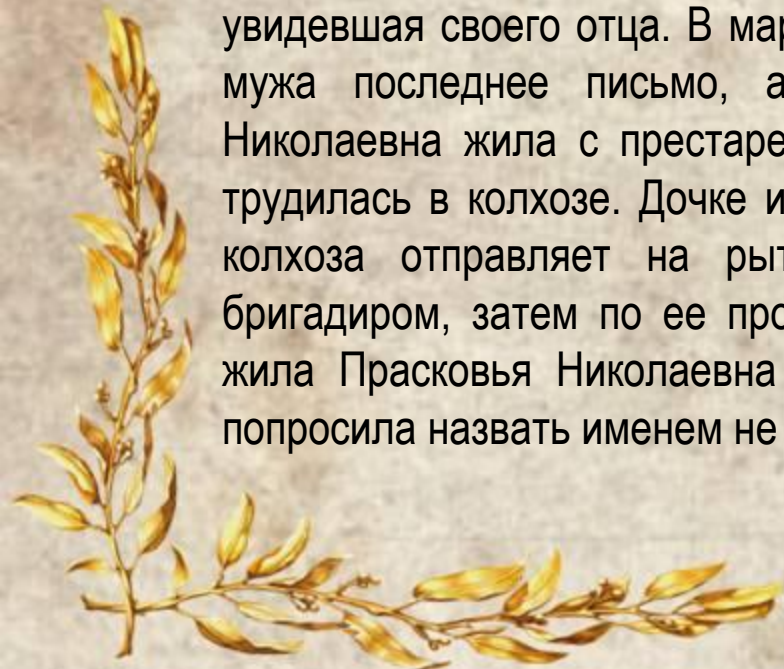 увидевшая своего отца. В мар
мужа последнее письмо, а
Николаевна жила с престаре
трудилась в колхозе. Дочке и
колхоза отправляет на рыт
бригадиром, затем по ее про
жила Прасковья Николаевна
попросила назвать именем не